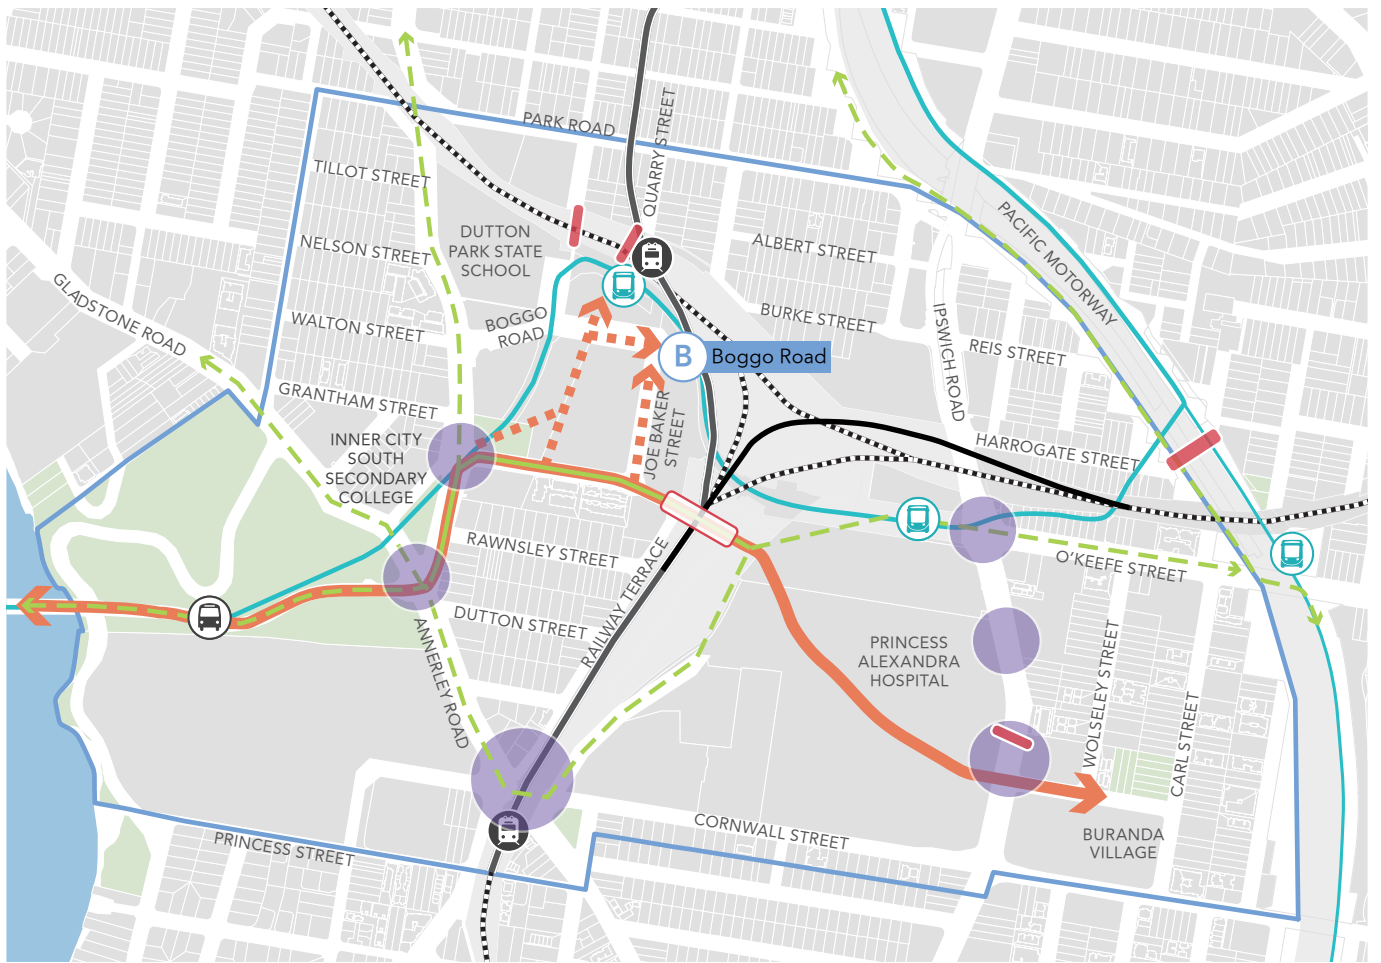 PARK ROAD
QUARRY STREET
TILLOT STREET
DUTTON
PARK STATE
SCHOOL
NELSON STREET
ALBERT STREET
PACIFIC MOTORWAY
GLADSTONE ROAD
WALTON STREET
BOGGO
ROAD
BURKE STREET
IPSWICH ROAD
REIS STREET
B
Boggo Road
GRANTHAM STREET
JOE BAKER
STREET
INNER CITY
SOUTH
SECONDARY
COLLEGE
HARROGATE STREET
RAWNSLEY STREET
O'KEEFE STREET
RAILWAY TERRACE
DUTTON STREET
ANNERLEY ROAD
PRINCESS
ALEXANDRA
HOSPITAL
WOLSELEY STREET
CARL STREET
CORNWALL STREET
BURANDA
VILLAGE
PRINCESS STREET